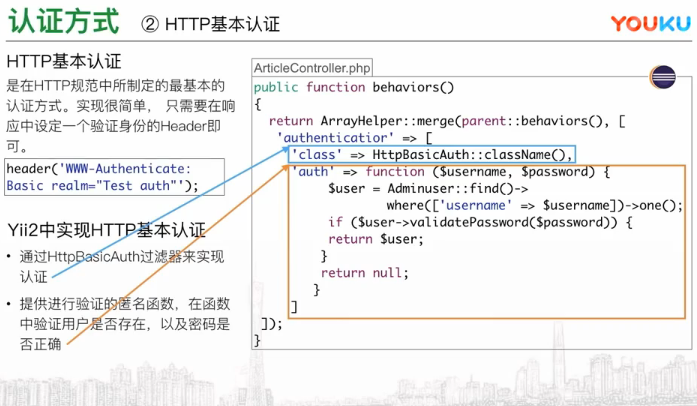 认证方式 ② HTTP基本认证
YOUKU
HTTP基本认证
是在HTTP规范中所制定的最基本的
认证方式。实现很简单， 只需要在响
应中设定一个验证身份的Header即
可。
header('WWW-Authenticate:
Basic realm="Test auth"');
Yii2中实现HTTP基本认证
• 通过HttpBasicAuth过滤器来实现
认证
• 提供进行验证的匿名函数，在函数
中验证用户是否存在，以及密码是
否正确
ArticleController.php
public function behaviors()
{
return ArrayHelper::merge(parent::behaviors(), [
'authenticatior' => [
'class' => HttpBasicAuth::className(),
'auth' => function ($username, $password) {
$user = Adminuser::find()->
where(['username' => $username])->one();
if ($user->validatePassword($password)) {
return $user;
}
return null;
}
]
]);
}